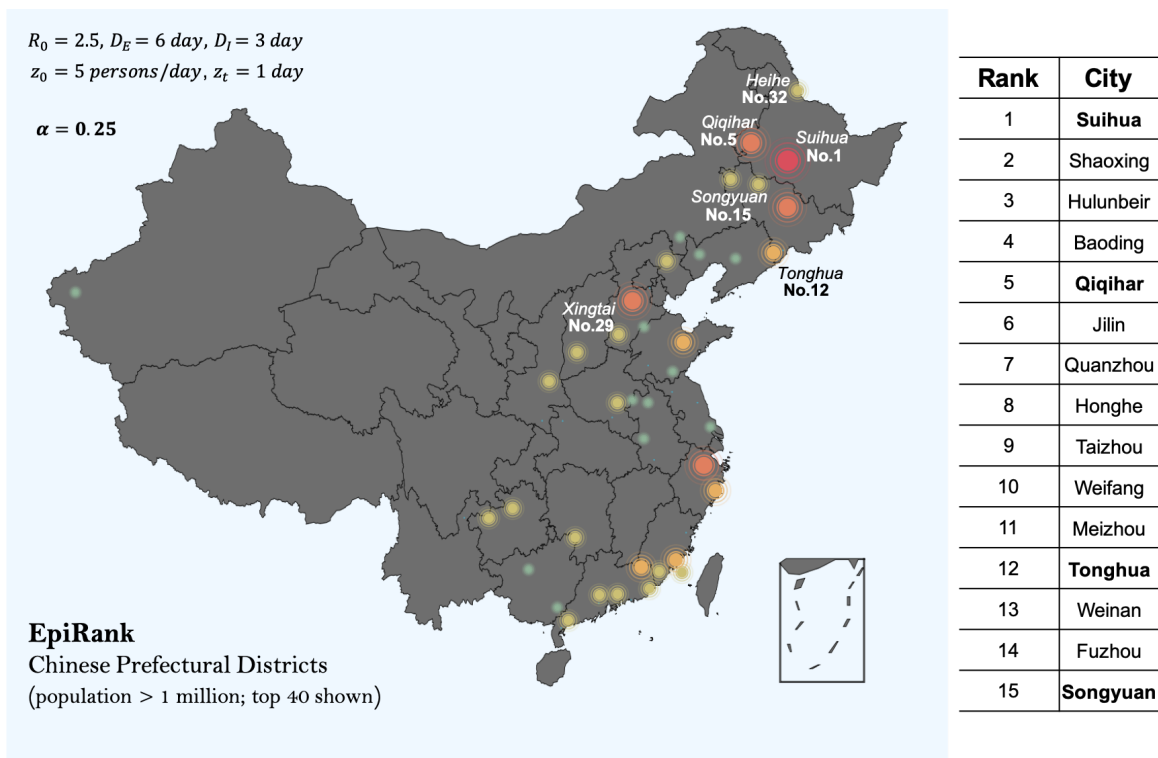 R₀ = 2.5, D_E = 6 day, D_I = 3 day
z₀ = 5 persons/day, z_t = 1 day
α = 0.25
Heihe
No.32
Qiqihar
No.5
Suihua
No.1
Songyuan
No.15
Tonghua
No.12
Xingtai
No.29
EpiRank
Chinese Prefectural Districts
(population > 1 million; top 40 shown)
Rank City
1 Suihua
2 Shaoxing
3 Hulunbeir
4 Baoding
5 Qiqihar
6 Jilin
7 Quanzhou
8 Honghe
9 Taizhou
10 Weifang
11 Meizhou
12 Tonghua
13 Weinan
14 Fuzhou
15 Songyuan